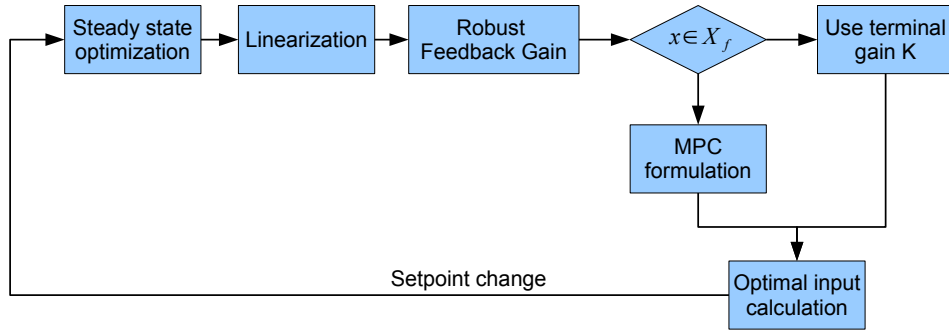 Steady state
optimization
Linearization
Robust
Feedback Gain
x∈X_f
Use terminal
gain K
MPC
formulation
Setpoint change
Optimal input
calculation